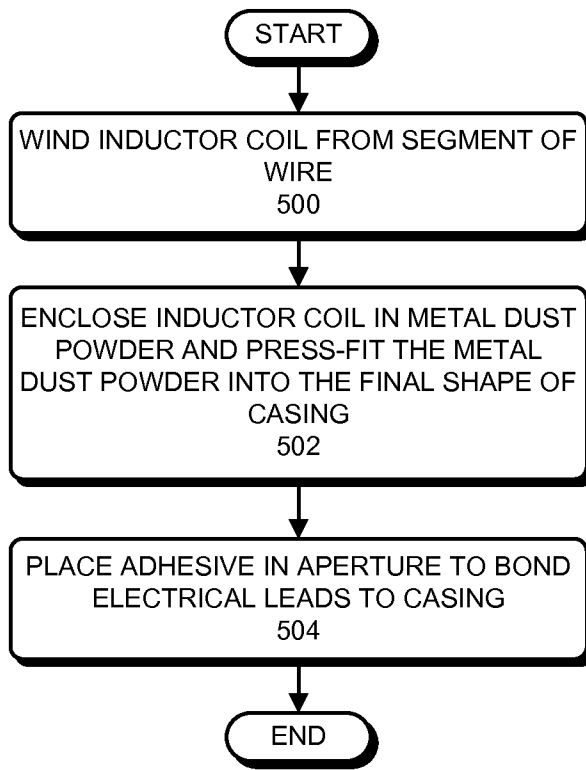 START
WIND INDUCTOR COIL FROM SEGMENT OF
WIRE
500
ENCLOSE INDUCTOR COIL IN METAL DUST
POWDER AND PRESS-FIT THE METAL
DUST POWDER INTO THE FINAL SHAPE OF
CASING
502
PLACE ADHESIVE IN APERTURE TO BOND
ELECTRICAL LEADS TO CASING
504
END